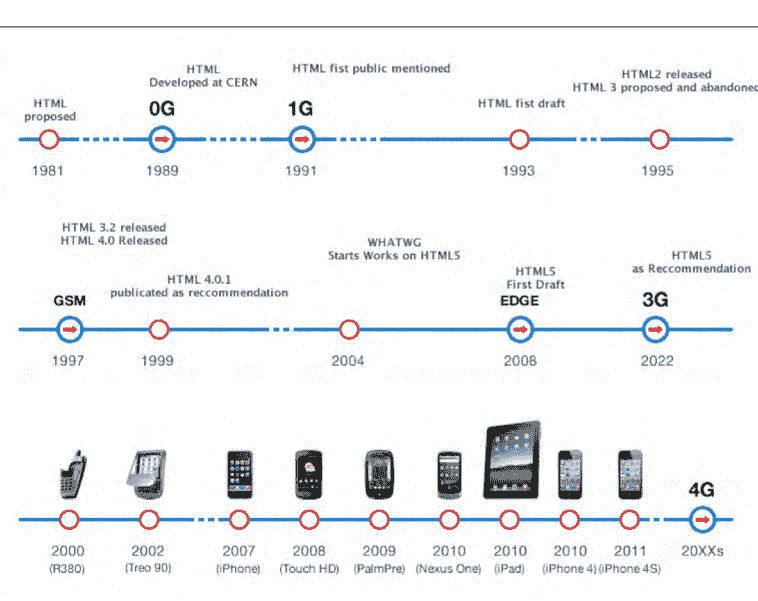 HTML
Developed at CERN
HTML fist public mentioned
HTML2 released
HTML 3 proposed and abandoned
HTML
proposed
0G
1G
HTML fist draft
1981
1989
1991
1993
1995
HTML 3.2 released
HTML 4.0 Released
WHATWG
Starts Works on HTML5
HTML5
as Reccommendation
HTML 4.0.1
publicated as reccommendation
HTML5
First Draft
GSM
EDGE
3G
1997
1999
2004
2008
2022
4G
2000
(R380)
2002
(Treo 90)
2007
(iPhone)
2008
(Touch HD)
2009
(PalmPre)
2010
(Nexus One)
2010
(iPad)
2010
(iPhone 4)
2011
(iPhone 4S)
20XXs